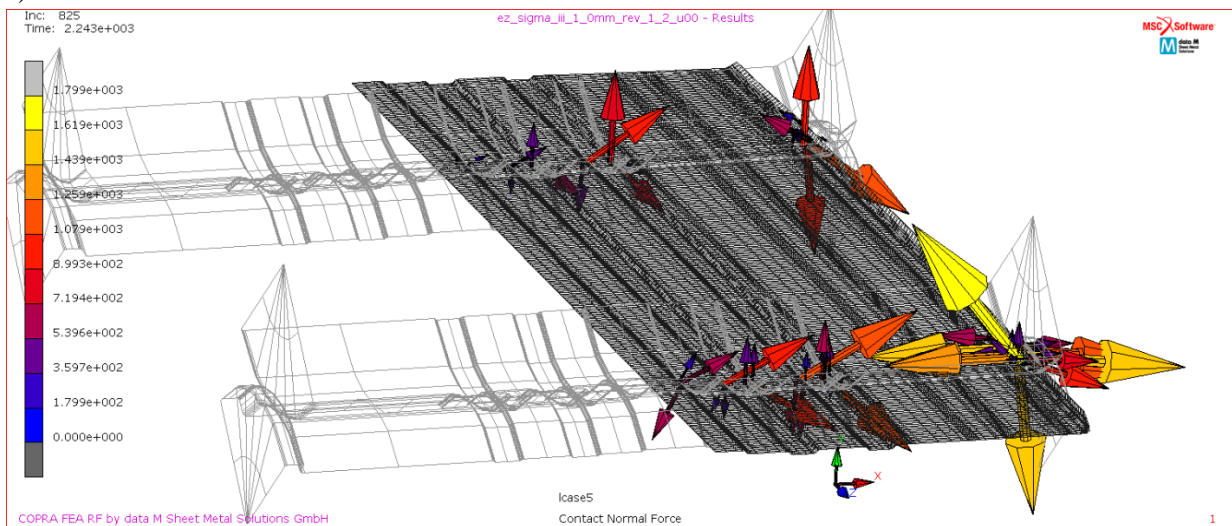 Inc: 825
Time: 2.243e+003
ez_sigma_iii_1_0mm_rev_1_2_u00 - Results
MSC Software
M data M
Sheet Metal
Solutions
1.799e+003
1.619e+003
1.439e+003
1.259e+003
1.079e+003
8.993e+002
7.194e+002
5.396e+002
3.597e+002
1.799e+002
0.000e+000
Y
X
Z
lcase5
COPRA FEA RF by data M Sheet Metal Solutions GmbH
Contact Normal Force
1